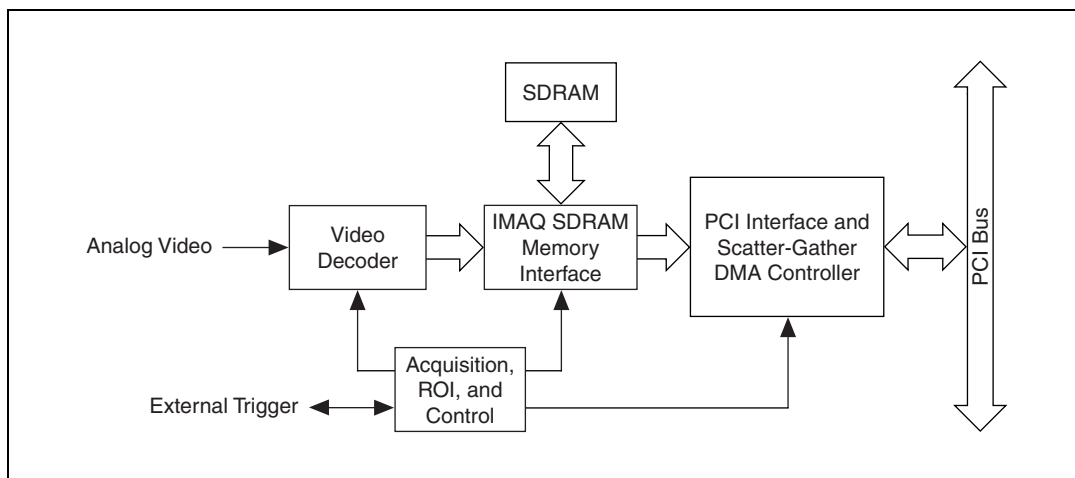 SDRAM
Analog Video
Video
Decoder
IMAQ SDRAM
Memory
Interface
PCI Interface and
Scatter-Gather
DMA Controller
PCI Bus
External Trigger
Acquisition,
ROI, and
Control